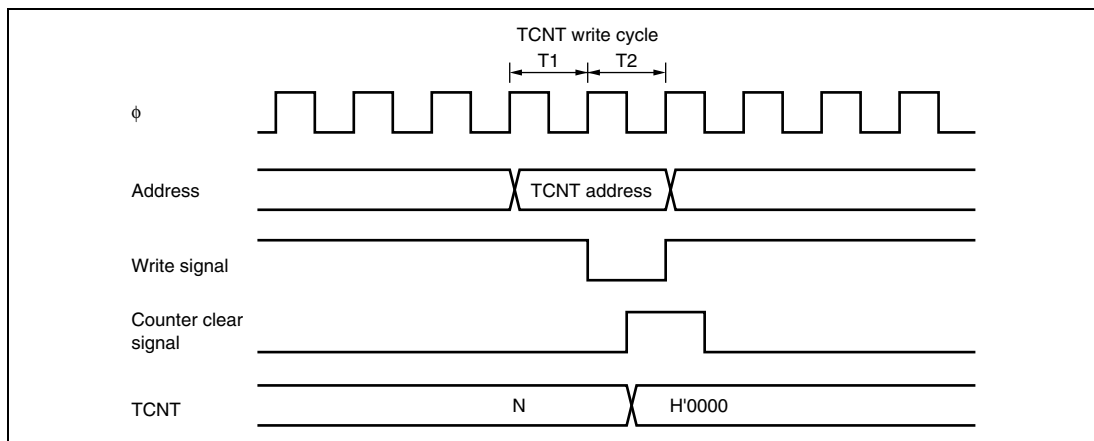 TCNT write cycle
T1 T2
ϕ
Address TCNT address
Write signal
Counter clear
signal
TCNT N H'0000